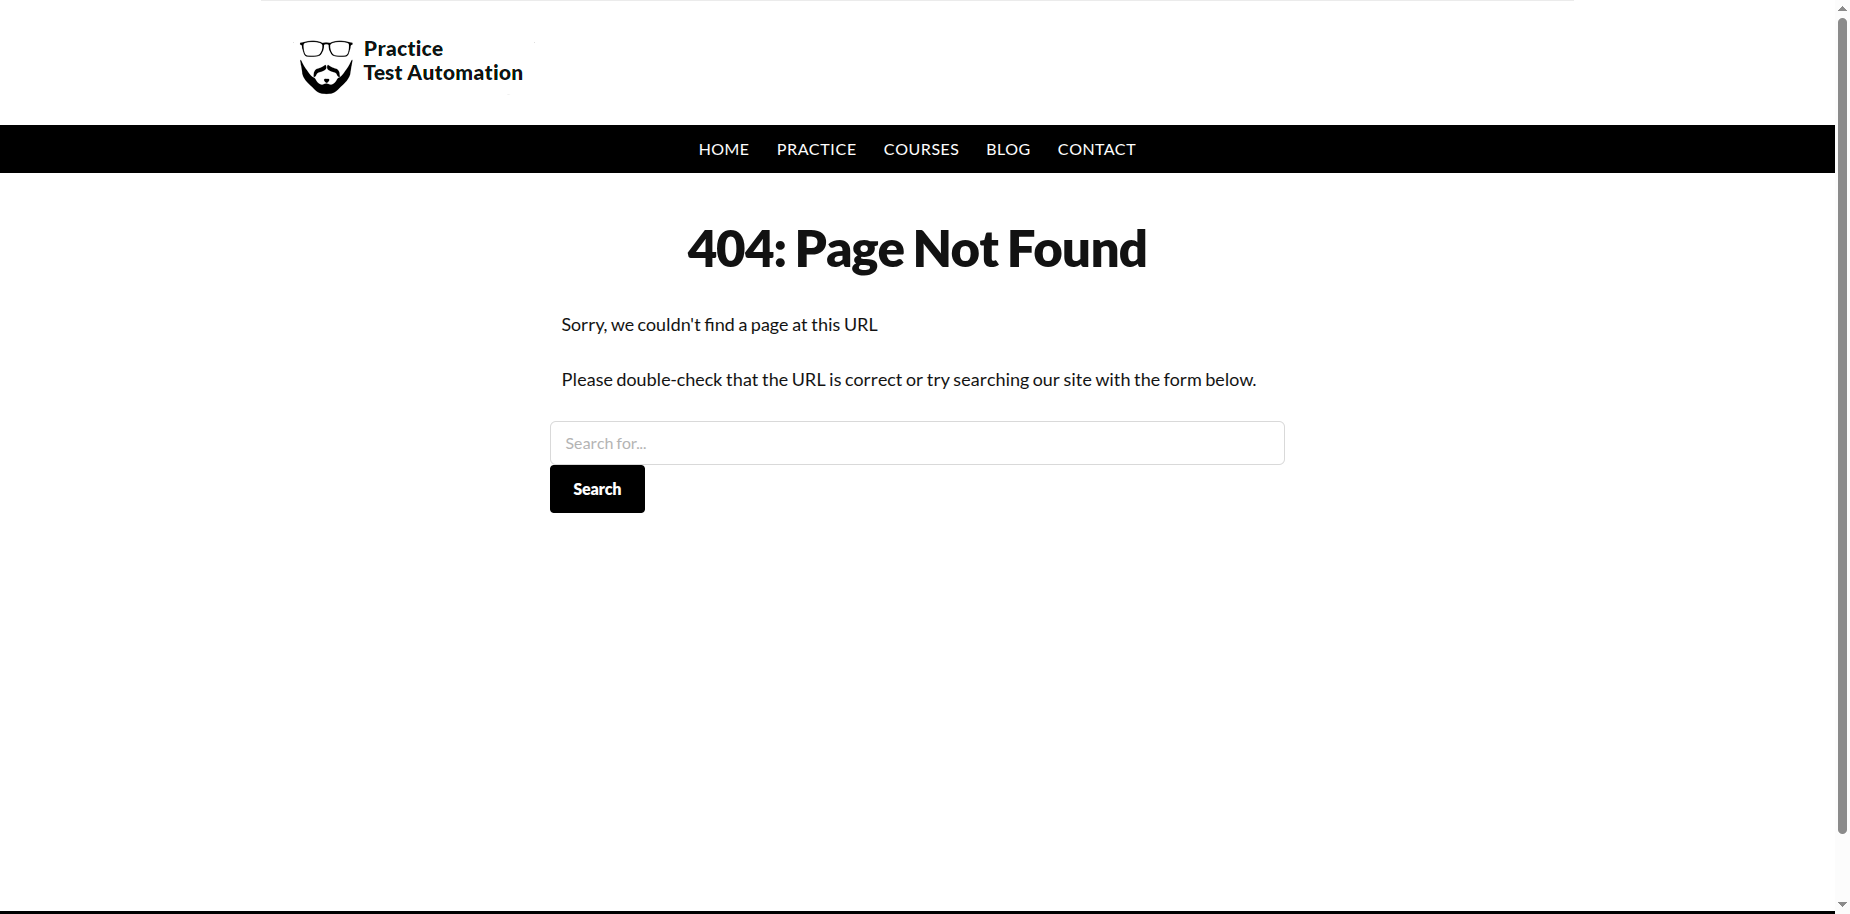 Practice
Test Automation
HOME PRACTICE COURSES BLOG CONTACT
404: Page Not Found
Sorry, we couldn't find a page at this URL
Please double-check that the URL is correct or try searching our site with the form below.
Search for...
Search